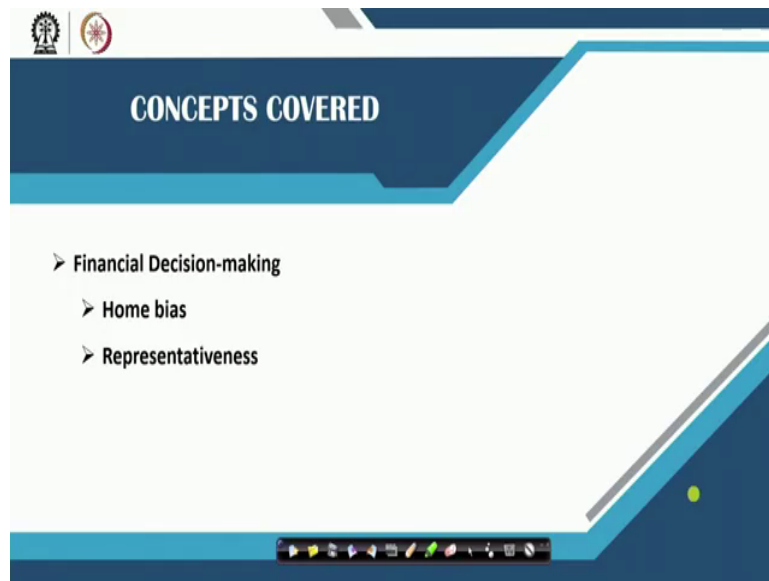 CONCEPTS COVERED
➢ Financial Decision-making
➢ Home bias
➢ Representativeness